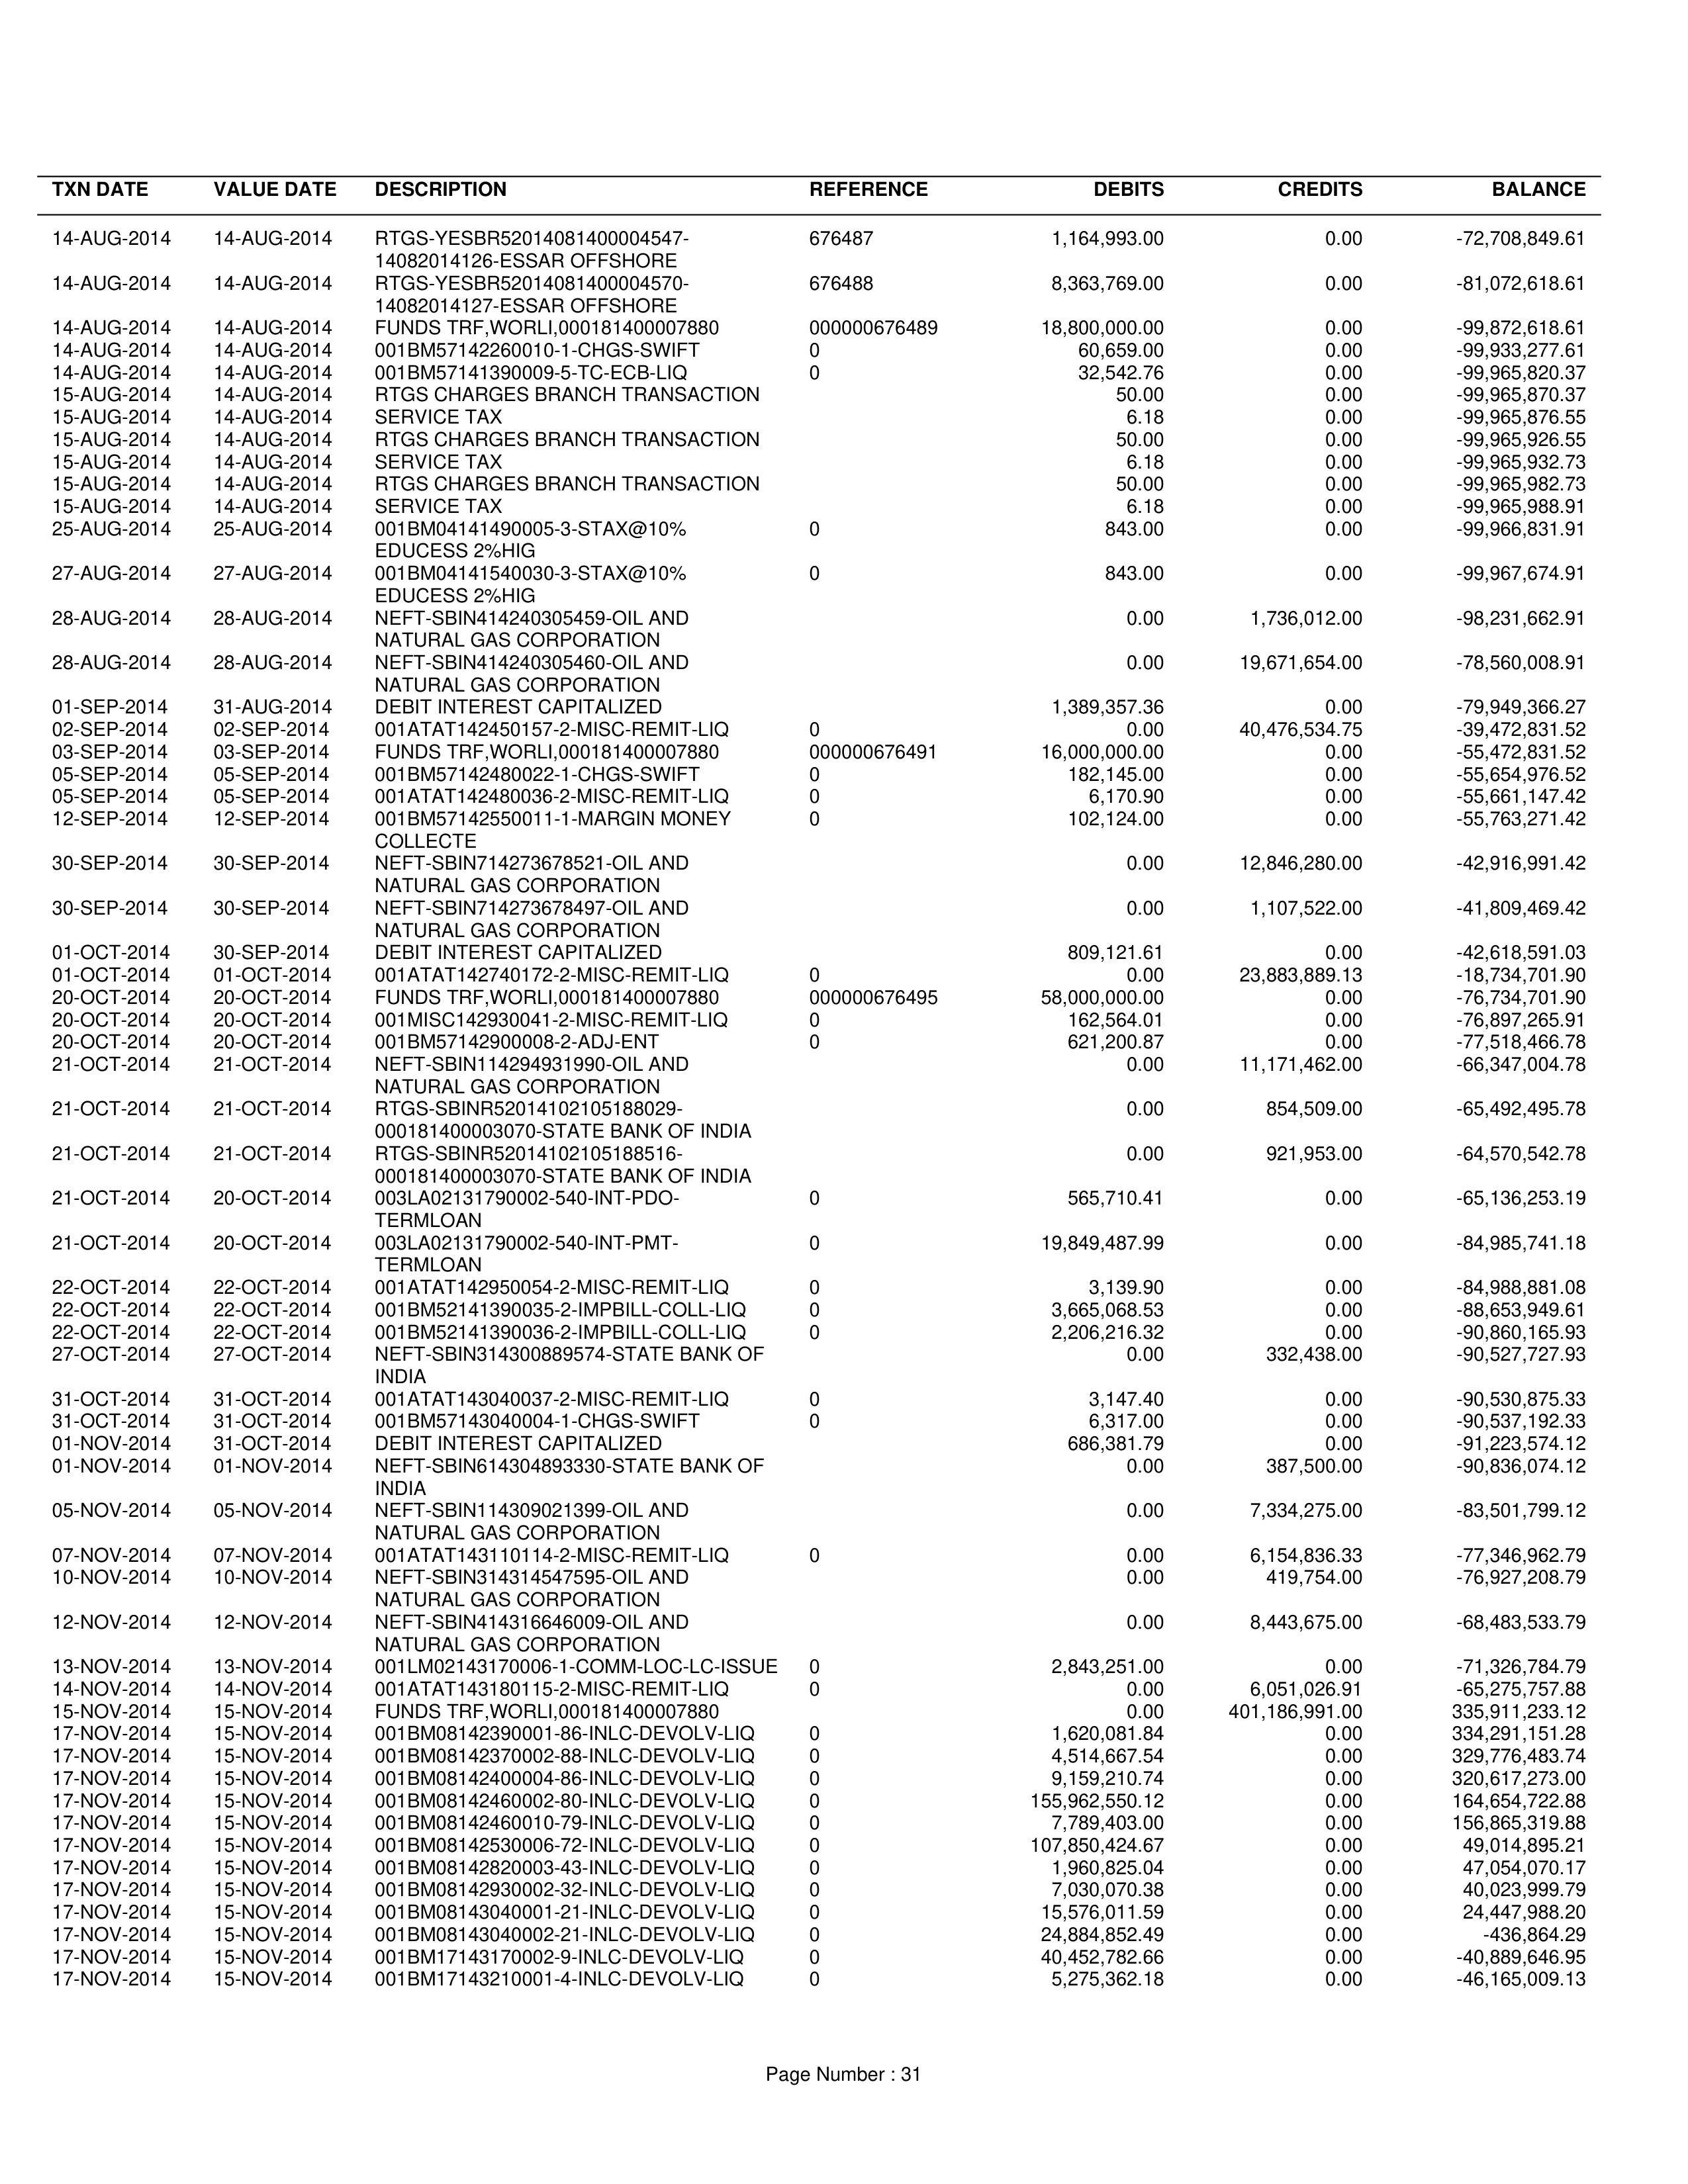 TXN DATE VALUE DATE DESCRIPTION REFERENCE DEBITS CREDITS BALANCE
14-AUG-2014 14-AUG-2014 RTGS-YESBR52014081400004547- 676487 1,164,993.00 0.00 -72,708,849.61
14082014126-ESSAR OFFSHORE
14-AUG-2014 14-AUG-2014 RTGS-YESBR52014081400004570- 676488 8,363,769.00 0.00 -81,072,618.61
14082014127-ESSAR OFFSHORE
14-AUG-2014 14-AUG-2014 FUNDS TRF,WORLI,000181400007880 000000676489 18,800,000.00 0.00 -99,872,618.61
14-AUG-2014 14-AUG-2014 001BM57142260010-1-CHGS-SWIFT 0 60,659.00 0.00 -99,933,277.61
14-AUG-2014 14-AUG-2014 001BM57141390009-5-TC-ECB-LIQ 0 32,542.76 0.00 -99,965,820.37
15-AUG-2014 14-AUG-2014 RTGS CHARGES BRANCH TRANSACTION 50.00 0.00 -99,965,870.37
15-AUG-2014 14-AUG-2014 SERVICE TAX 6.18 0.00 -99,965,876.55
15-AUG-2014 14-AUG-2014 RTGS CHARGES BRANCH TRANSACTION 50.00 0.00 -99,965,926.55
15-AUG-2014 14-AUG-2014 SERVICE TAX 6.18 0.00 -99,965,932.73
15-AUG-2014 14-AUG-2014 RTGS CHARGES BRANCH TRANSACTION 50.00 0.00 -99,965,982.73
15-AUG-2014 14-AUG-2014 SERVICE TAX 6.18 0.00 -99,965,988.91
25-AUG-2014 25-AUG-2014 001BM04141490005-3-STAX@10% 0 843.00 0.00 -99,966,831.91
EDUCESS 2%HIG
27-AUG-2014 27-AUG-2014 001BM04141540030-3-STAX@10% 0 843.00 0.00 -99,967,674.91
EDUCESS 2%HIG
28-AUG-2014 28-AUG-2014 NEFT-SBIN414240305459-OIL AND 0.00 1,736,012.00 -98,231,662.91
NATURAL GAS CORPORATION
28-AUG-2014 28-AUG-2014 NEFT-SBIN414240305460-OIL AND 0.00 19,671,654.00 -78,560,008.91
NATURAL GAS CORPORATION
01-SEP-2014 31-AUG-2014 DEBIT INTEREST CAPITALIZED 1,389,357.36 0.00 -79,949,366.27
02-SEP-2014 02-SEP-2014 001ATAT142450157-2-MISC-REMIT-LIQ 0 0.00 40,476,534.75 -39,472,831.52
03-SEP-2014 03-SEP-2014 FUNDS TRF,WORLI,000181400007880 000000676491 16,000,000.00 0.00 -55,472,831.52
05-SEP-2014 05-SEP-2014 001BM57142480022-1-CHGS-SWIFT 0 182,145.00 0.00 -55,654,976.52
05-SEP-2014 05-SEP-2014 001ATAT142480036-2-MISC-REMIT-LIQ 0 6,170.90 0.00 -55,661,147.42
12-SEP-2014 12-SEP-2014 001BM57142550011-1-MARGIN MONEY 0 102,124.00 0.00 -55,763,271.42
COLLECTE
30-SEP-2014 30-SEP-2014 NEFT-SBIN714273678521-OIL AND 0.00 12,846,280.00 -42,916,991.42
NATURAL GAS CORPORATION
30-SEP-2014 30-SEP-2014 NEFT-SBIN714273678497-OIL AND 0.00 1,107,522.00 -41,809,469.42
NATURAL GAS CORPORATION
01-OCT-2014 30-SEP-2014 DEBIT INTEREST CAPITALIZED 809,121.61 0.00 -42,618,591.03
01-OCT-2014 01-OCT-2014 001ATAT142740172-2-MISC-REMIT-LIQ 0 0.00 23,883,889.13 -18,734,701.90
20-OCT-2014 20-OCT-2014 FUNDS TRF,WORLI,000181400007880 000000676495 58,000,000.00 0.00 -76,734,701.90
20-OCT-2014 20-OCT-2014 001MISC142930041-2-MISC-REMIT-LIQ 0 162,564.01 0.00 -76,897,265.91
20-OCT-2014 20-OCT-2014 001BM57142900008-2-ADJ-ENT 0 621,200.87 0.00 -77,518,466.78
21-OCT-2014 21-OCT-2014 NEFT-SBIN114294931990-OIL AND 0.00 11,171,462.00 -66,347,004.78
NATURAL GAS CORPORATION
21-OCT-2014 21-OCT-2014 RTGS-SBINR52014102105188029- 0.00 854,509.00 -65,492,495.78
000181400003070-STATE BANK OF INDIA
21-OCT-2014 21-OCT-2014 RTGS-SBINR52014102105188516- 0.00 921,953.00 -64,570,542.78
000181400003070-STATE BANK OF INDIA
21-OCT-2014 20-OCT-2014 003LA02131790002-540-INT-PDO- 0 565,710.41 0.00 -65,136,253.19
TERMLOAN
21-OCT-2014 20-OCT-2014 003LA02131790002-540-INT-PMT- 0 19,849,487.99 0.00 -84,985,741.18
TERMLOAN
22-OCT-2014 22-OCT-2014 001ATAT142950054-2-MISC-REMIT-LIQ 0 3,139.90 0.00 -84,988,881.08
22-OCT-2014 22-OCT-2014 001BM52141390035-2-IMPBILL-COLL-LIQ 0 3,665,068.53 0.00 -88,653,949.61
22-OCT-2014 22-OCT-2014 001BM52141390036-2-IMPBILL-COLL-LIQ 0 2,206,216.32 0.00 -90,860,165.93
27-OCT-2014 27-OCT-2014 NEFT-SBIN314300889574-STATE BANK OF 0.00 332,438.00 -90,527,727.93
INDIA
31-OCT-2014 31-OCT-2014 001ATAT143040037-2-MISC-REMIT-LIQ 0 3,147.40 0.00 -90,530,875.33
31-OCT-2014 31-OCT-2014 001BM57143040004-1-CHGS-SWIFT 0 6,317.00 0.00 -90,537,192.33
01-NOV-2014 31-OCT-2014 DEBIT INTEREST CAPITALIZED 686,381.79 0.00 -91,223,574.12
01-NOV-2014 01-NOV-2014 NEFT-SBIN614304893330-STATE BANK OF 0.00 387,500.00 -90,836,074.12
INDIA
05-NOV-2014 05-NOV-2014 NEFT-SBIN114309021399-OIL AND 0.00 7,334,275.00 -83,501,799.12
NATURAL GAS CORPORATION
07-NOV-2014 07-NOV-2014 001ATAT143110114-2-MISC-REMIT-LIQ 0 0.00 6,154,836.33 -77,346,962.79
10-NOV-2014 10-NOV-2014 NEFT-SBIN314314547595-OIL AND 0.00 419,754.00 -76,927,208.79
NATURAL GAS CORPORATION
12-NOV-2014 12-NOV-2014 NEFT-SBIN414316646009-OIL AND 0.00 8,443,675.00 -68,483,533.79
NATURAL GAS CORPORATION
13-NOV-2014 13-NOV-2014 001LM02143170006-1-COMM-LOC-LC-ISSUE 0 2,843,251.00 0.00 -71,326,784.79
14-NOV-2014 14-NOV-2014 001ATAT143180115-2-MISC-REMIT-LIQ 0 0.00 6,051,026.91 -65,275,757.88
15-NOV-2014 15-NOV-2014 FUNDS TRF,WORLI,000181400007880 0.00 401,186,991.00 335,911,233.12
17-NOV-2014 15-NOV-2014 001BM08142390001-86-INLC-DEVOLV-LIQ 0 1,620,081.84 0.00 334,291,151.28
17-NOV-2014 15-NOV-2014 001BM08142370002-88-INLC-DEVOLV-LIQ 0 4,514,667.54 0.00 329,776,483.74
17-NOV-2014 15-NOV-2014 001BM08142400004-86-INLC-DEVOLV-LIQ 0 9,159,210.74 0.00 320,617,273.00
17-NOV-2014 15-NOV-2014 001BM08142460002-80-INLC-DEVOLV-LIQ 0 155,962,550.12 0.00 164,654,722.88
17-NOV-2014 15-NOV-2014 001BM08142460010-79-INLC-DEVOLV-LIQ 0 7,789,403.00 0.00 156,865,319.88
17-NOV-2014 15-NOV-2014 001BM08142530006-72-INLC-DEVOLV-LIQ 0 107,850,424.67 0.00 49,014,895.21
17-NOV-2014 15-NOV-2014 001BM08142820003-43-INLC-DEVOLV-LIQ 0 1,960,825.04 0.00 47,054,070.17
17-NOV-2014 15-NOV-2014 001BM08142930002-32-INLC-DEVOLV-LIQ 0 7,030,070.38 0.00 40,023,999.79
17-NOV-2014 15-NOV-2014 001BM08143040001-21-INLC-DEVOLV-LIQ 0 15,576,011.59 0.00 24,447,988.20
17-NOV-2014 15-NOV-2014 001BM08143040002-21-INLC-DEVOLV-LIQ 0 24,884,852.49 0.00 -436,864.29
17-NOV-2014 15-NOV-2014 001BM17143170002-9-INLC-DEVOLV-LIQ 0 40,452,782.66 0.00 -40,889,646.95
17-NOV-2014 15-NOV-2014 001BM17143210001-4-INLC-DEVOLV-LIQ 0 5,275,362.18 0.00 -46,165,009.13
Page Number : 31